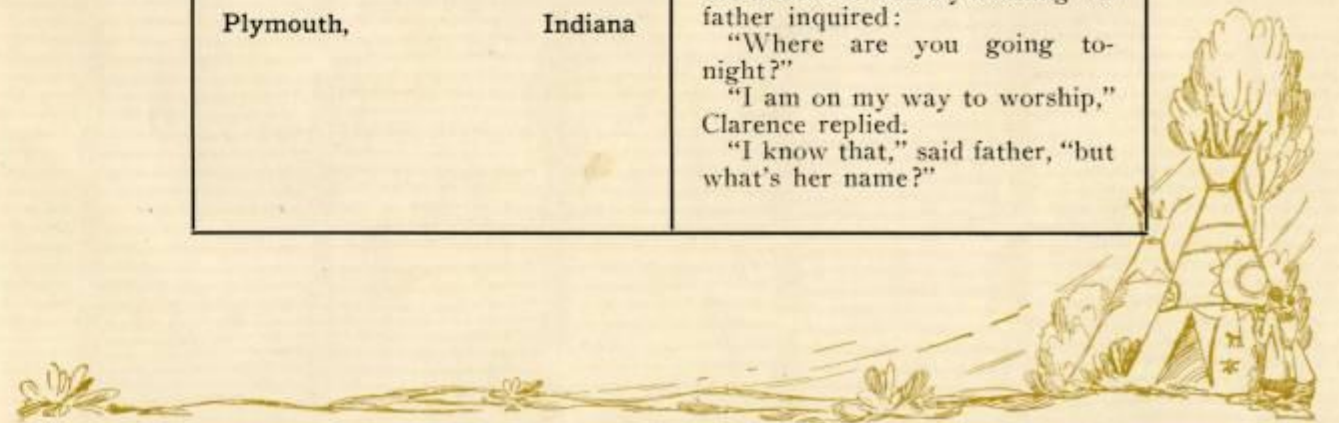 Plymouth, Indiana
father inquired:
"Where are you going to-
night?"
"I am on my way to worship,"
Clarence replied.
"I know that," said father, "but
what's her name?"